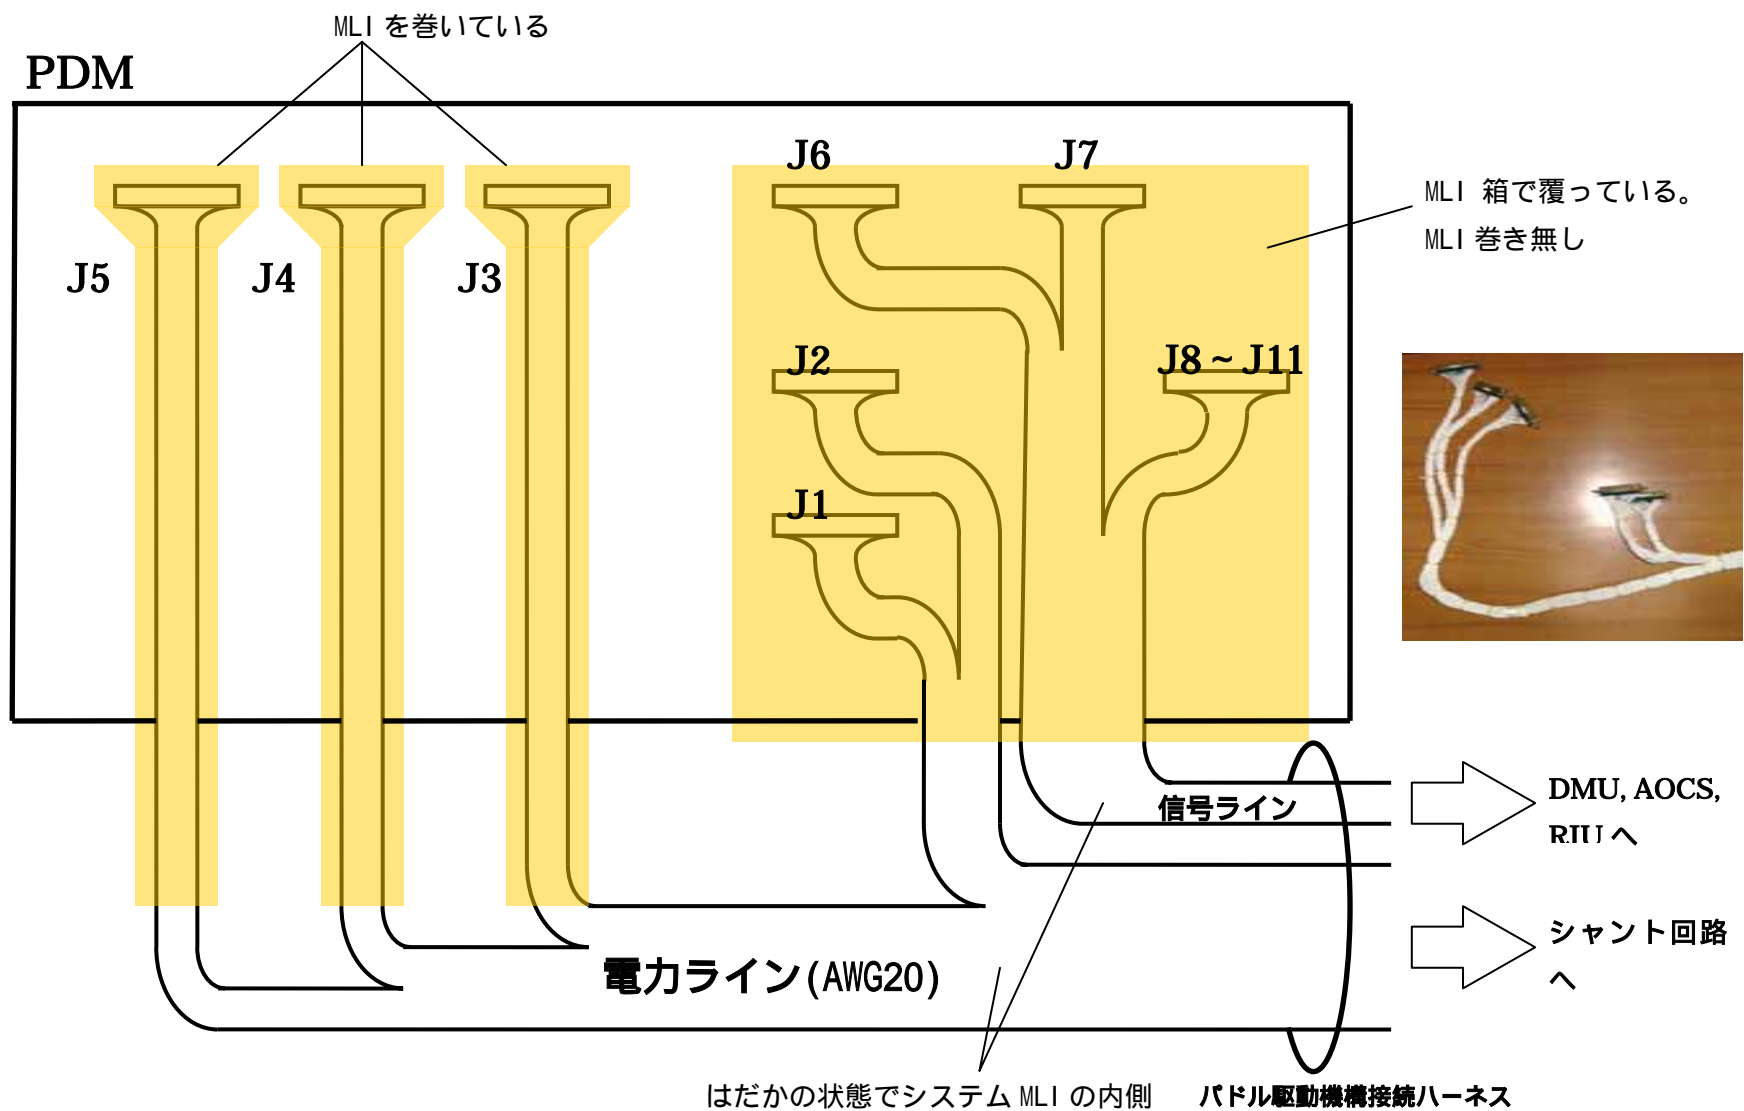 MLI を巻いている
PDM
J6
J7
MLI 箱で覆っている。
MLI 巻き無し
J5
J4
J3
J2
J8 ~ J11
J1
信号ライン
DMU, AOCS,
RIU へ
シャント回路
へ
電力ライン(AWG20)
はだかの状態でシステム MLI の内側
パドル駆動機構接続ハーネス